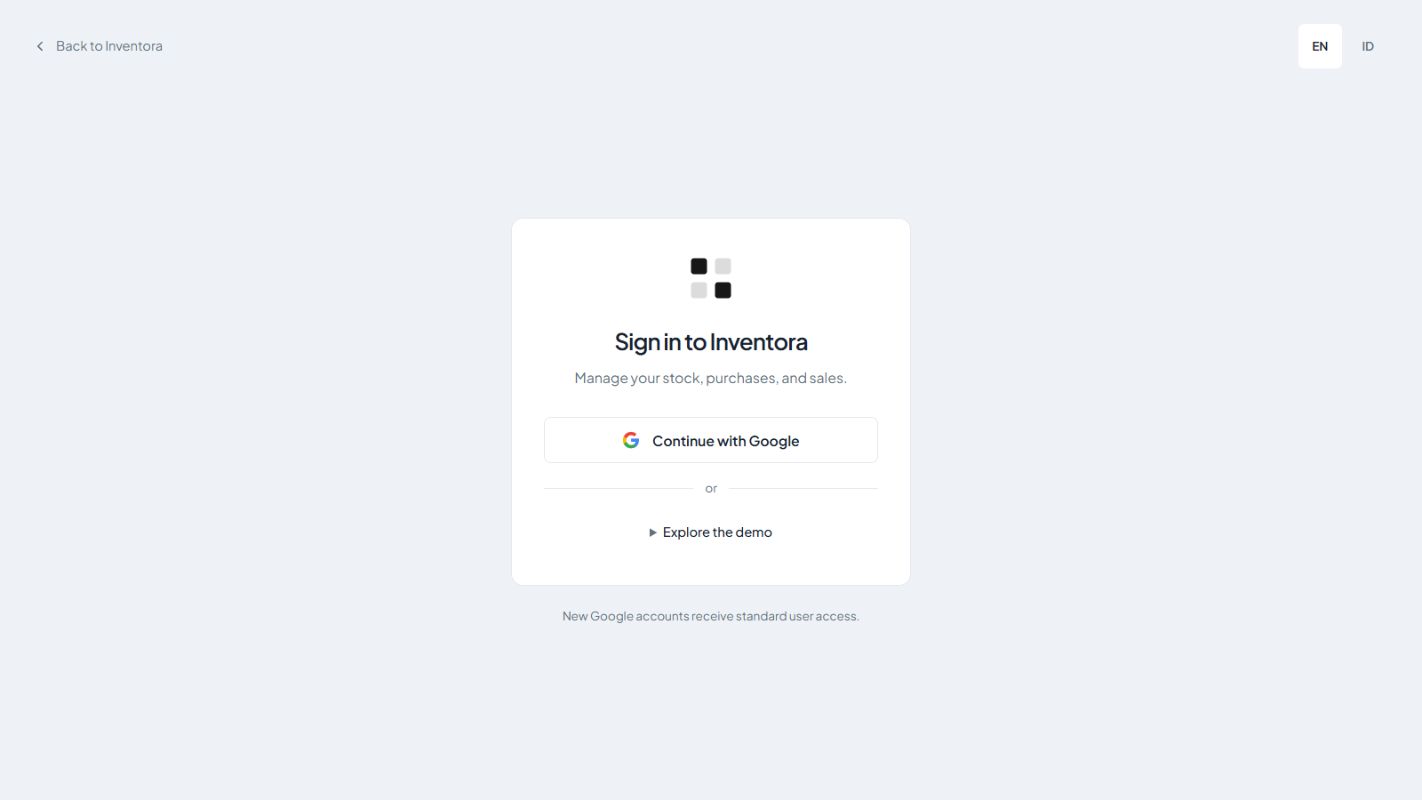 Back to Inventora
EN
ID
Sign in to Inventora
Manage your stock, purchases, and sales.
Continue with Google
or
Explore the demo
New Google accounts receive standard user access.